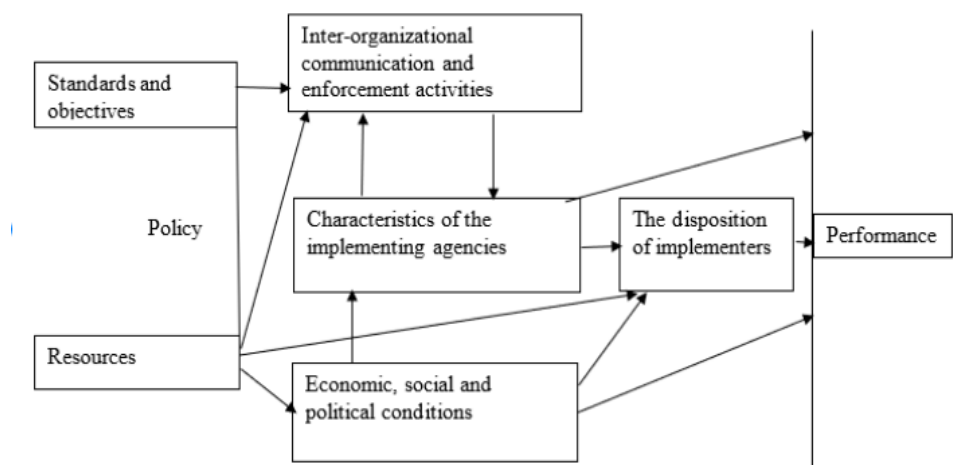 Inter-organizational
communication and
enforcement activities
Standards and
objectives
Policy
Characteristics of the
implementing agencies
The disposition
of implementers
Performance
Resources
Economic, social and
political conditions